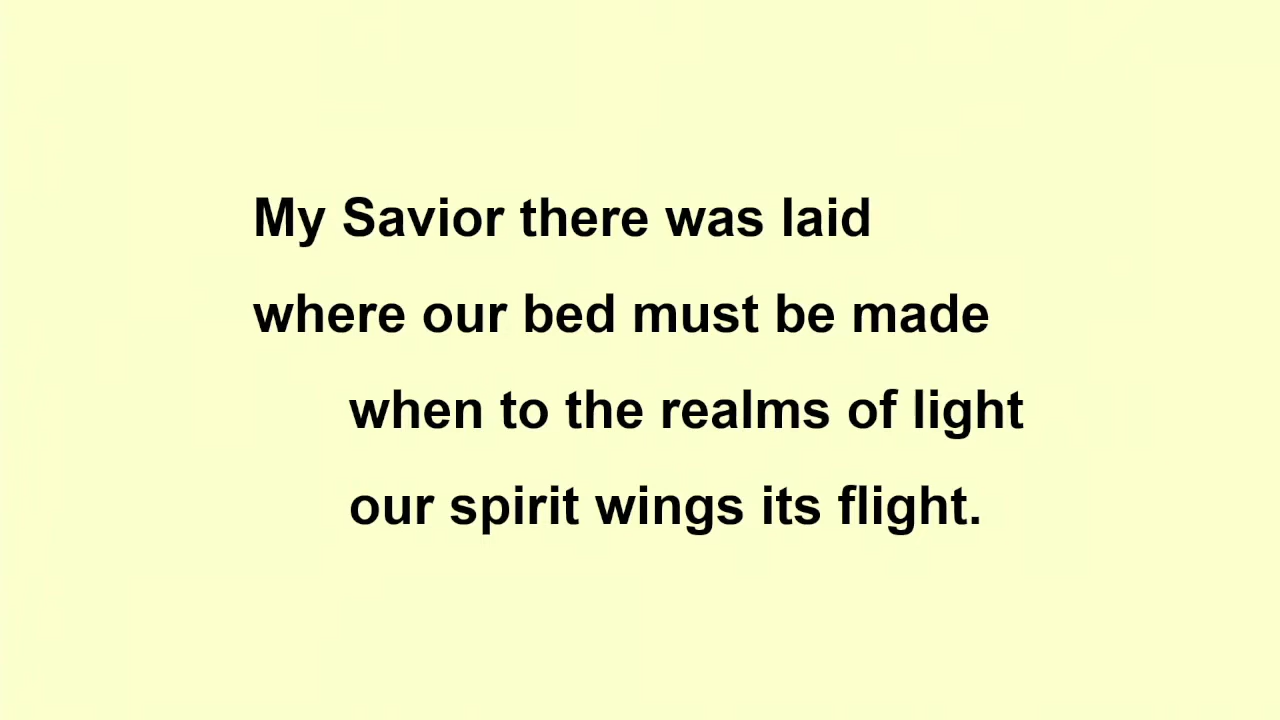 My Savior there was laid
where our bed must be made
when to the realms of light
our spirit wings its flight.